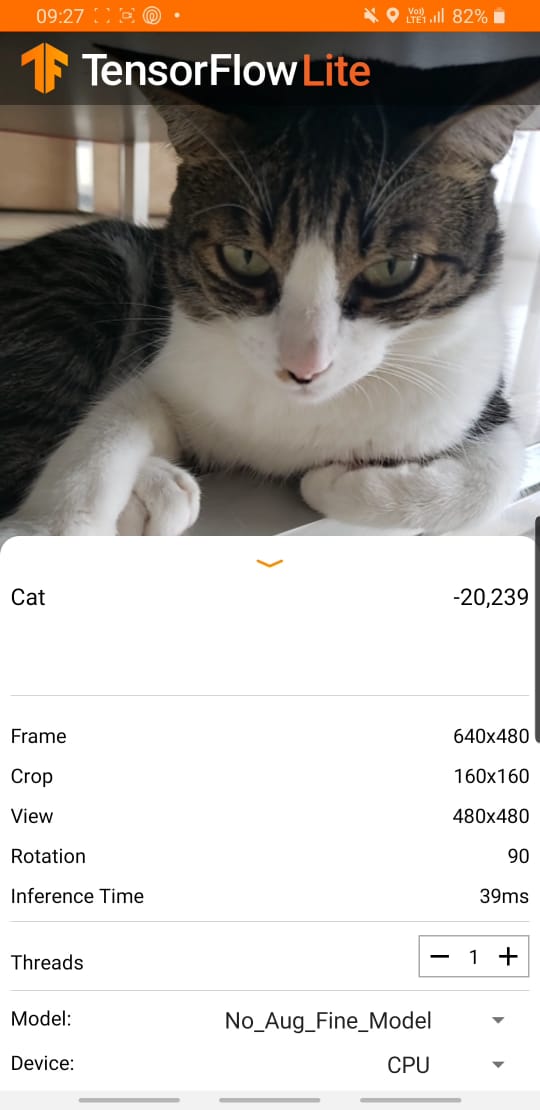 09:27 Vo)) LTE1 82%
TensorFlow Lite
Cat -20,239
Frame 640x480
Crop 160x160
View 480x480
Rotation 90
Inference Time 39ms
Threads 1
Model: No_Aug_Fine_Model
Device: CPU